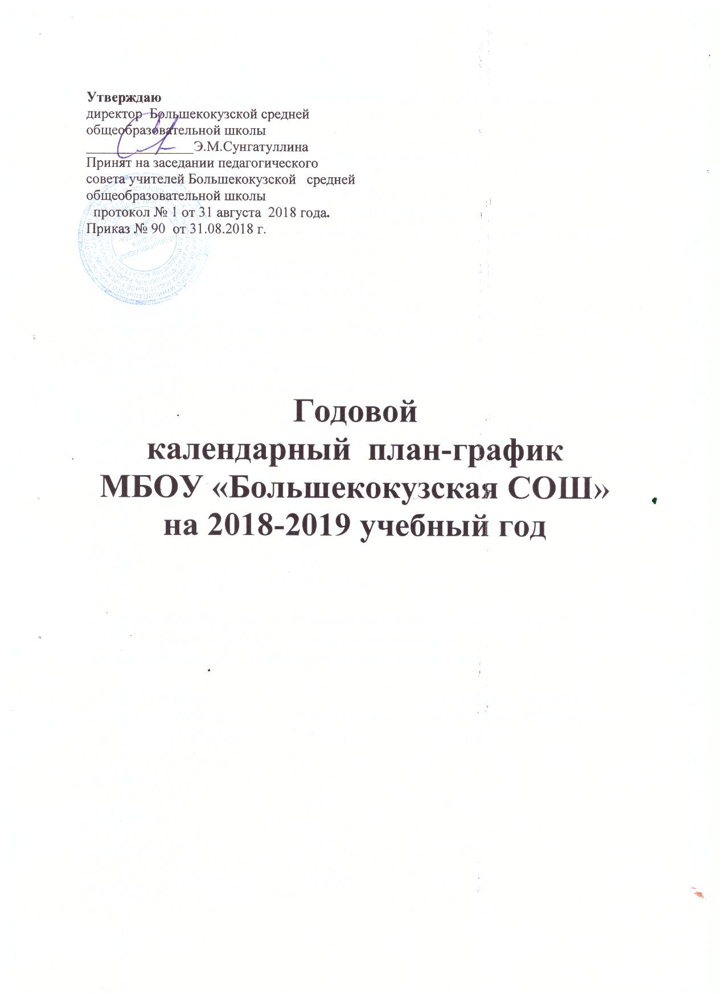 Утверждаю
директор Большекокузской средней
общеобразовательной школы
_______________Э.М.Сунгатуллина
Принят на заседании педагогического
совета учителей Большекокузской средней
общеобразовательной школы
протокол № 1 от 31 августа 2018 года.
Приказ № 90 от 31.08.2018 г.
Годовой
календарный план-график
МБОУ «Большекокузская СОШ»
на 2018-2019 учебный год